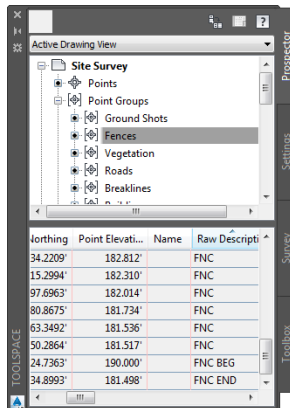 Active Drawing View
Site Survey
Points
Point Groups
Ground Shots
Fences
Vegetation
Roads
Breaklines
Northing Point Elevati... Name Raw Descripti
34.2209' 182.812' FNC
15.2994' 182.310' FNC
97.6963' 182.014' FNC
80.8675' 181.734' FNC
63.3492' 181.536' FNC
50.2864' 181.517' FNC
24.7363' 190.000' FNC BEG
34.8993' 181.498' FNC END
Prospector
Settings
Survey
Toolbox
TOOLSPACE